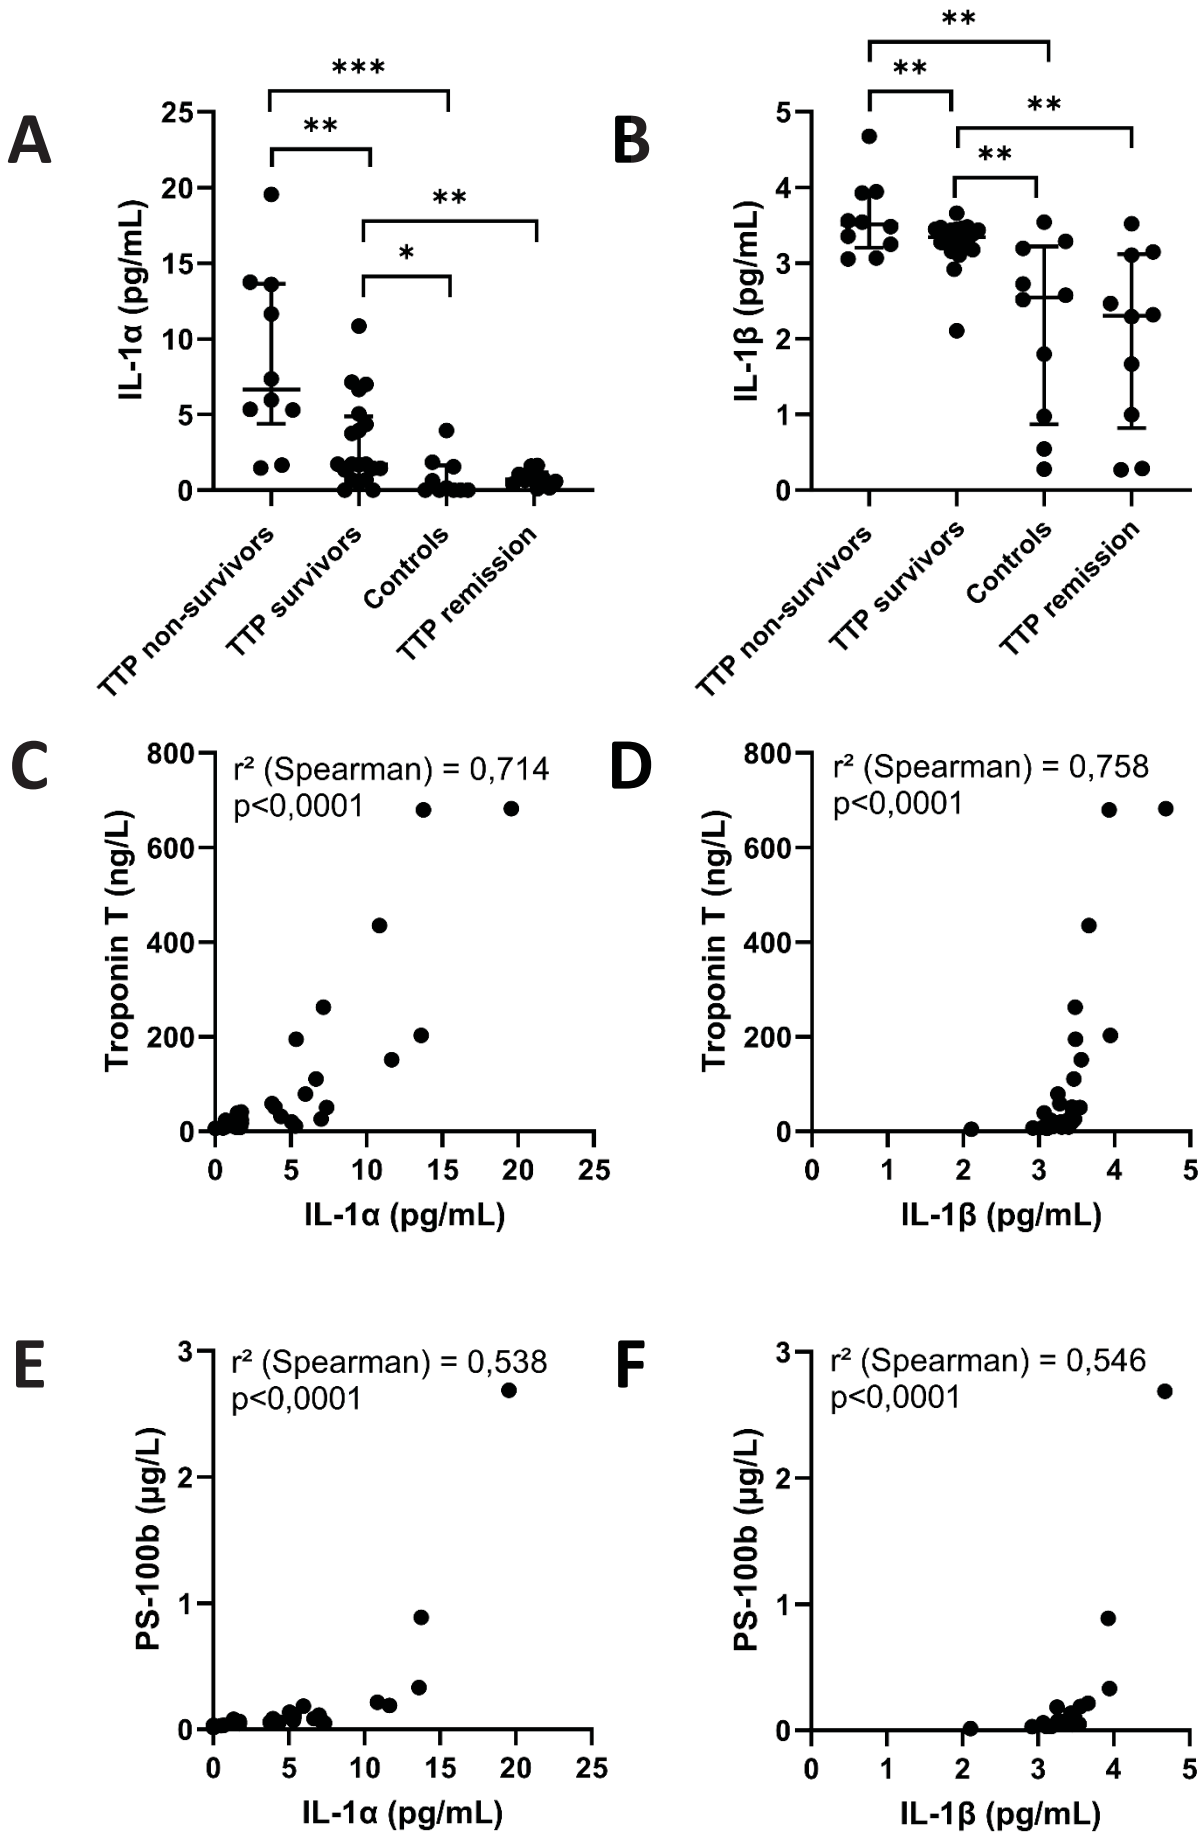 A
***
**
**
*
25
20
15
10
5
0
IL-1α (pg/mL)
TTP non-survivors
TTP survivors
Controls
TTP remission
B
**
**
**
**
5
4
3
2
1
0
IL-1β (pg/mL)
TTP non-survivors
TTP survivors
Controls
TTP remission
C
r² (Spearman) = 0,714
p<0,0001
800
600
400
200
0
Troponin T (ng/L)
0 5 10 15 20 25
IL-1α (pg/mL)
D
r² (Spearman) = 0,758
p<0,0001
800
600
400
200
0
Troponin T (ng/L)
0 1 2 3 4 5
IL-1β (pg/mL)
E
r² (Spearman) = 0,538
p<0,0001
3
2
1
0
PS-100b (µg/L)
0 5 10 15 20 25
IL-1α (pg/mL)
F
r² (Spearman) = 0,546
p<0,0001
3
2
1
0
PS-100b (µg/L)
0 1 2 3 4 5
IL-1β (pg/mL)